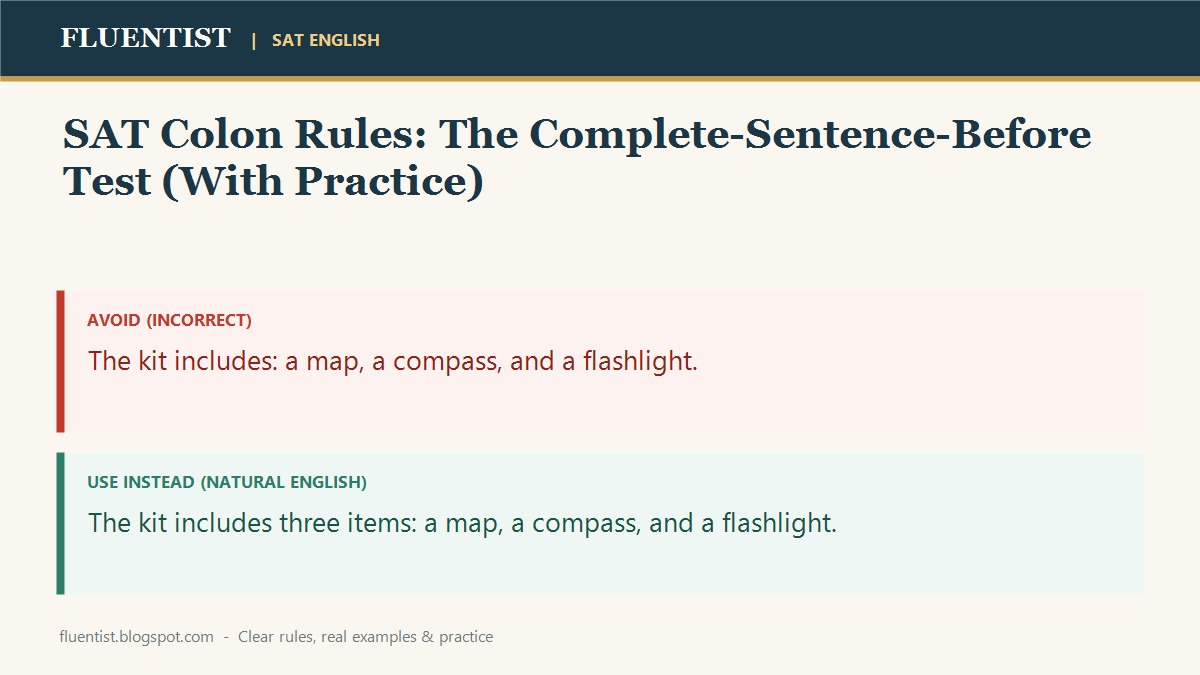 FLUENTIST | SAT ENGLISH
SAT Colon Rules: The Complete-Sentence-Before
Test (With Practice)
AVOID (INCORRECT)
The kit includes: a map, a compass, and a flashlight.
USE INSTEAD (NATURAL ENGLISH)
The kit includes three items: a map, a compass, and a flashlight.
fluentist.blogspot.com - Clear rules, real examples & practice